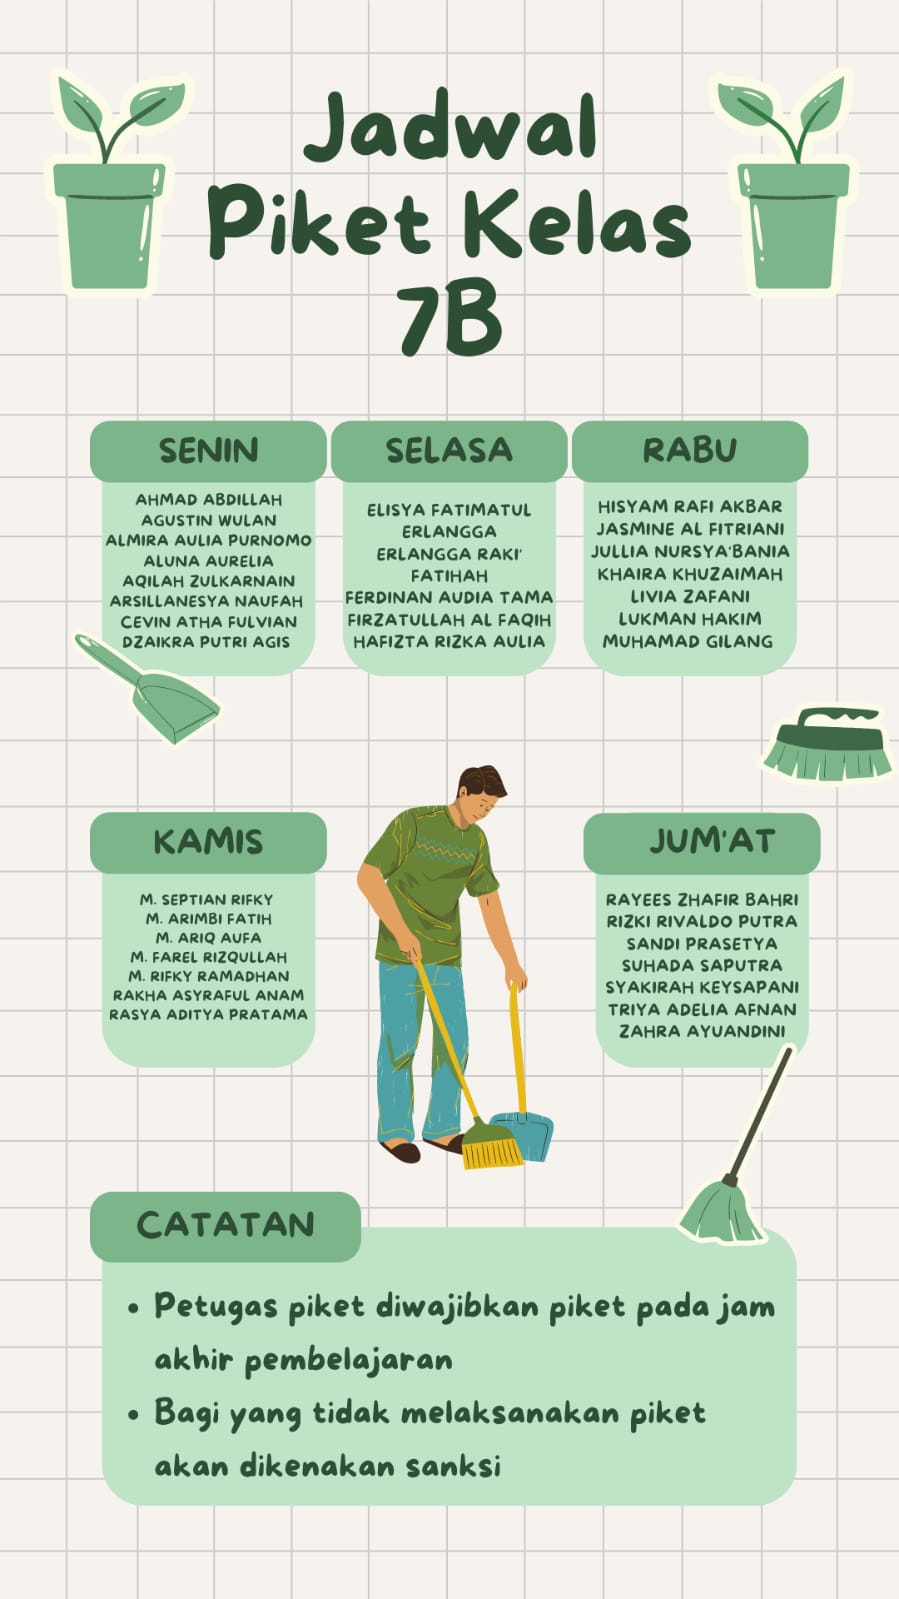 Jadwal
Piket Kelas
7B
SENIN
AHMAD ABDILLAH
AGUSTIN WULAN
ALMIRA AULIA PURNOMO
ALUNA AURELIA
AQILAH ZULKARNAIN
ARSILLANESYA NAUFAH
CEVIN ATHA FULVIAN
DZAIKRA PUTRI AGIS
SELASA
ELISYA FATIMATUL
ERLANGGA
ERLANGGA RAKI'
FATIHAH
FERDINAN AUDIA TAMA
FIRZATULLAH AL FAQIH
HAFIZTA RIZKA AULIA
RABU
HISYAM RAFI AKBAR
JASMINE AL FITRIANI
JULLIA NURSYA'BANIA
KHAIRA KHUZAIMAH
LIVIA ZAFANI
LUKMAN HAKIM
MUHAMAD GILANG
KAMIS
M. SEPTIAN RIFKY
M. ARIMBI FATIH
M. ARIQ AUFA
M. FAREL RIZQULLAH
M. RIFKY RAMADHAN
RAKHA ASYRAFUL ANAM
RASYA ADITYA PRATAMA
JUM'AT
RAYEES ZHAFIR BAHRI
RIZKI RIVALDO PUTRA
SANDI PRASETYA
SUHADA SAPUTRA
SYAKIRAH KEYSAPANI
TRIYA ADELIA AFNAN
ZAHRA AYUANDINI
CATATAN
• Petugas piket diwajibkan piket pada jam
akhir pembelajaran
• Bagi yang tidak melaksanakan piket
akan dikenakan sanksi